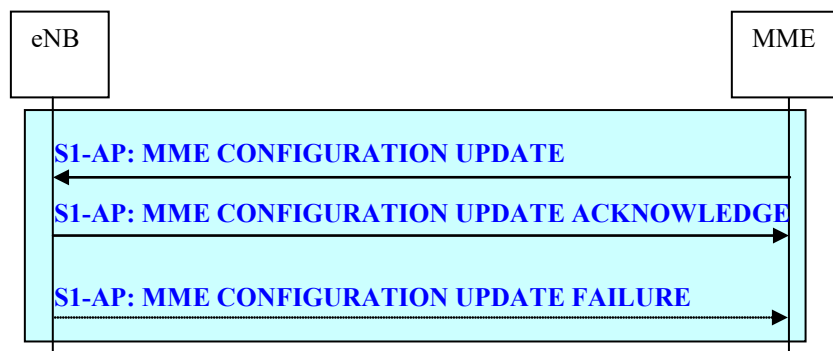 eNB
MME
S1-AP: MME CONFIGURATION UPDATE
S1-AP: MME CONFIGURATION UPDATE ACKNOWLEDGE
S1-AP: MME CONFIGURATION UPDATE FAILURE